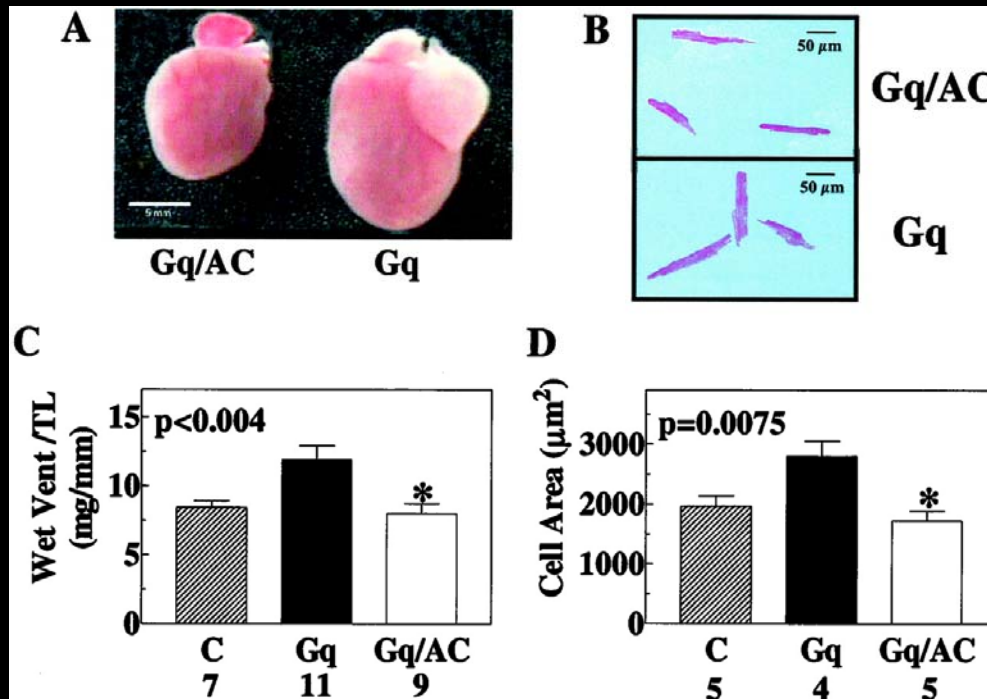 A
5 mm
Gq/AC
Gq
B
50 µm
Gq/AC
50 µm
Gq
C
Wet Vent /TL
(mg/mm)
15
10
5
0
p<0.004
*
C
Gq
Gq/AC
7
11
9
D
Cell Area (µm²)
3000
2000
1000
0
p=0.0075
*
C
Gq
Gq/AC
5
4
5